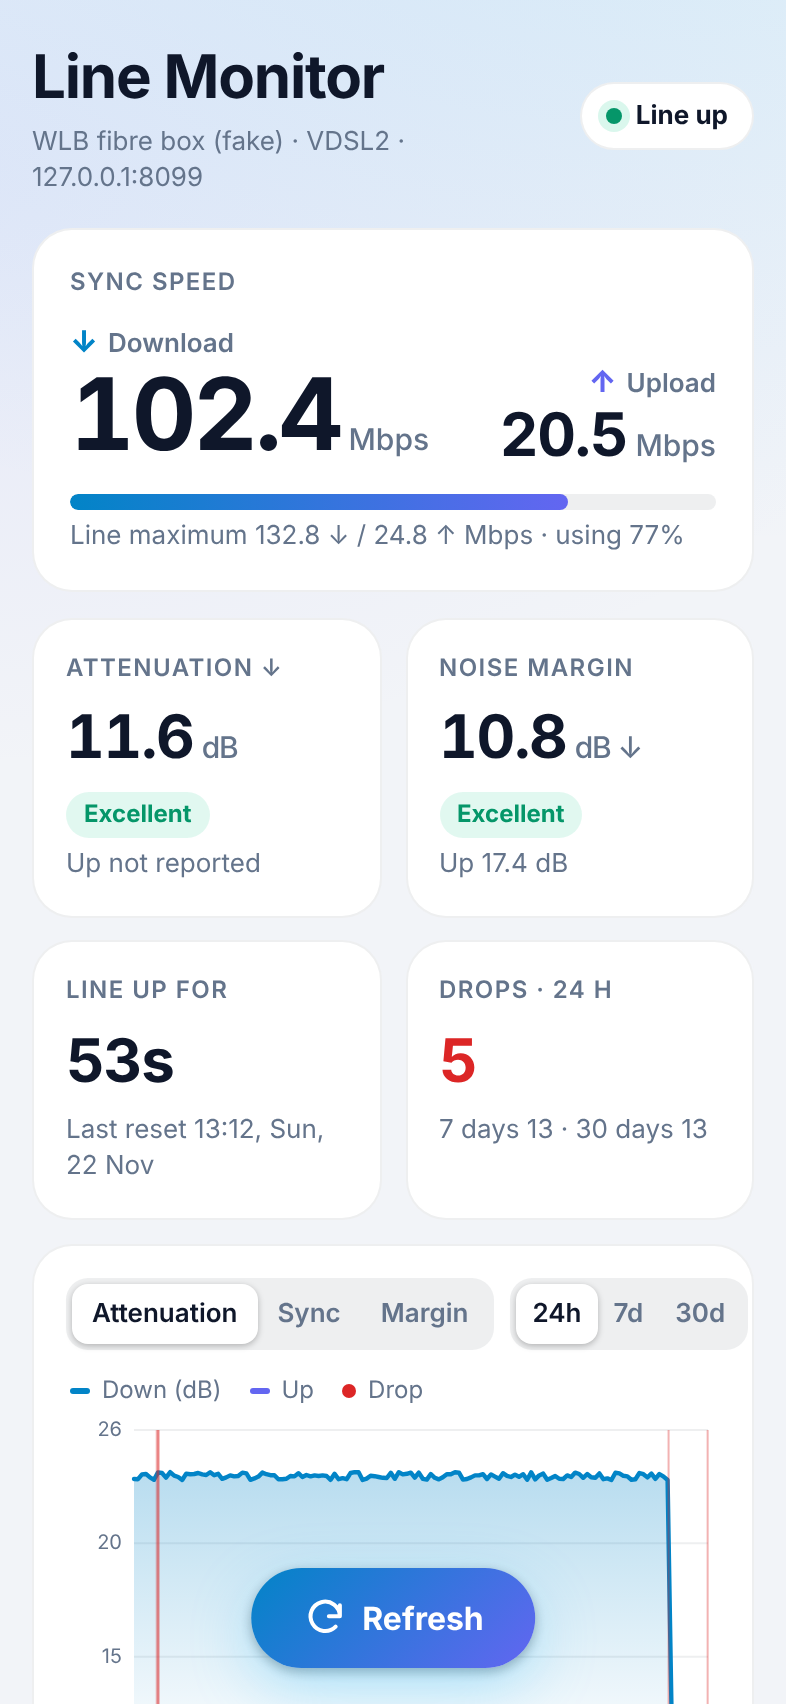 Line Monitor
WLB fibre box (fake) · VDSL2 ·
127.0.0.1:8099
Line up
SYNC SPEED
↓ Download
102.4 Mbps
↑ Upload
20.5 Mbps
Line maximum 132.8 ↓ / 24.8 ↑ Mbps · using 77%
ATTENUATION ↓
11.6 dB
Excellent
Up not reported
NOISE MARGIN
10.8 dB ↓
Excellent
Up 17.4 dB
LINE UP FOR
53s
Last reset 13:12, Sun,
22 Nov
DROPS · 24 H
5
7 days 13 · 30 days 13
Attenuation Sync Margin
24h 7d 30d
Down (dB) Up Drop
26
20
15
Refresh